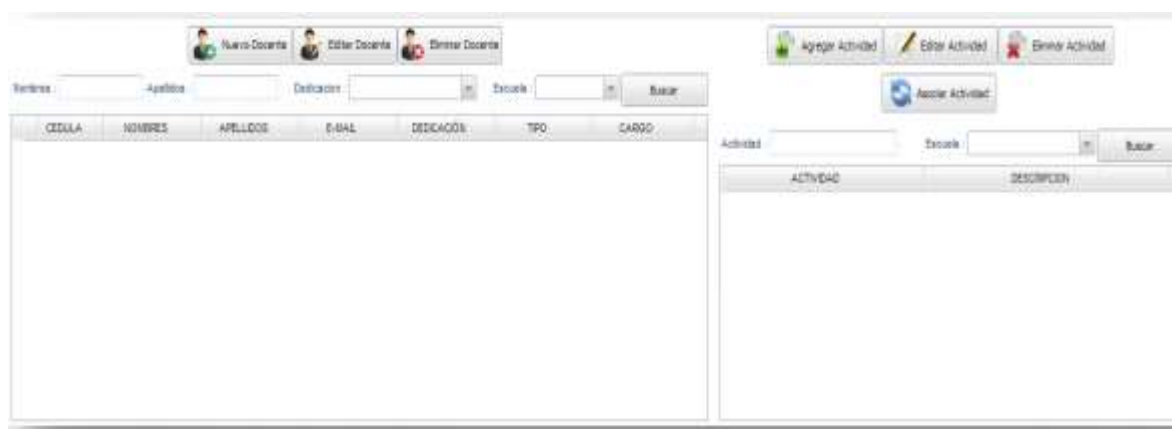 Nuevo Docente Editar Docente Eliminar Docente
Nombres Apellidos Dedicacion Escuela Buscar
CEDULA NOMBRES APELLIDOS E-MAIL DEDICACIÓN TIPO CARGO
Agregar Actividad Editar Actividad Eliminar Actividad
Asociar Actividad
Actividad Escuela Buscar
ACTIVIDAD DESCRIPCION